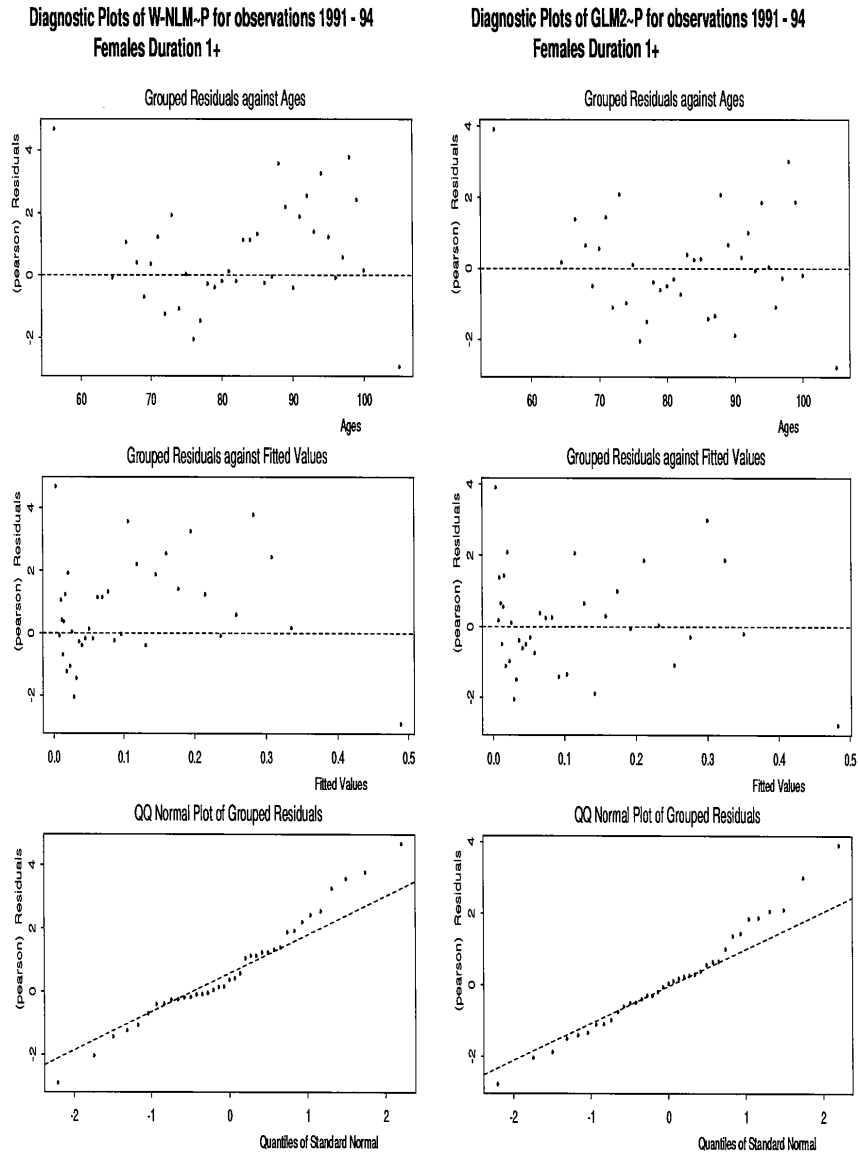 Diagnostic Plots of W-NLM~P for observations 1991 - 94
Females Duration 1+
Grouped Residuals against Ages
(pearson) Residuals
4
2
0
-2
60 70 80 90 100
Ages
Grouped Residuals against Fitted Values
(pearson) Residuals
4
2
0
-2
0.0 0.1 0.2 0.3 0.4 0.5
Fitted Values
QQ Normal Plot of Grouped Residuals
(pearson) Residuals
4
2
0
-2
-2 -1 0 1 2
Quantiles of Standard Normal
Diagnostic Plots of GLM2~P for observations 1991 - 94
Females Duration 1+
Grouped Residuals against Ages
(pearson) Residuals
4
2
0
-2
60 70 80 90 100
Ages
Grouped Residuals against Fitted Values
(pearson) Residuals
4
2
0
-2
0.0 0.1 0.2 0.3 0.4 0.5
Fitted Values
QQ Normal Plot of Grouped Residuals
(pearson) Residuals
4
2
0
-2
-2 -1 0 1 2
Quantiles of Standard Normal